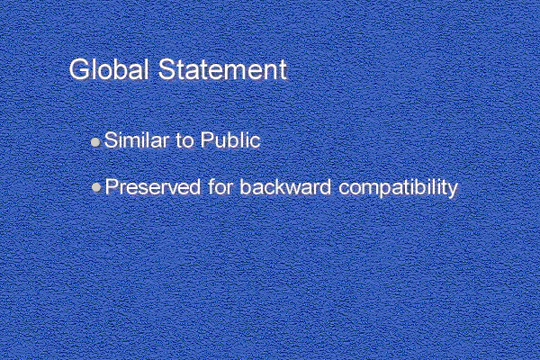 Global Statement
Similar to Public
Preserved for backward compatibility